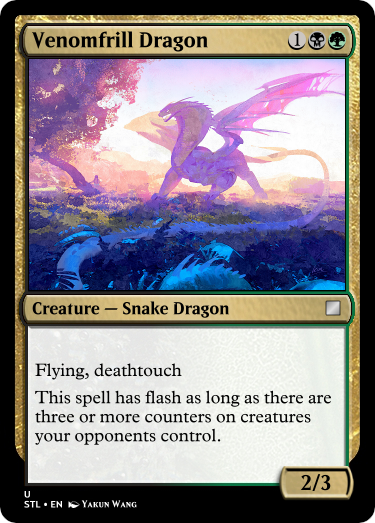 Venomfrill Dragon 1
Creature — Snake Dragon
Flying, deathtouch
This spell has flash as long as there are
three or more counters on creatures
your opponents control.
2/3
U
STL • EN Yakun Wang